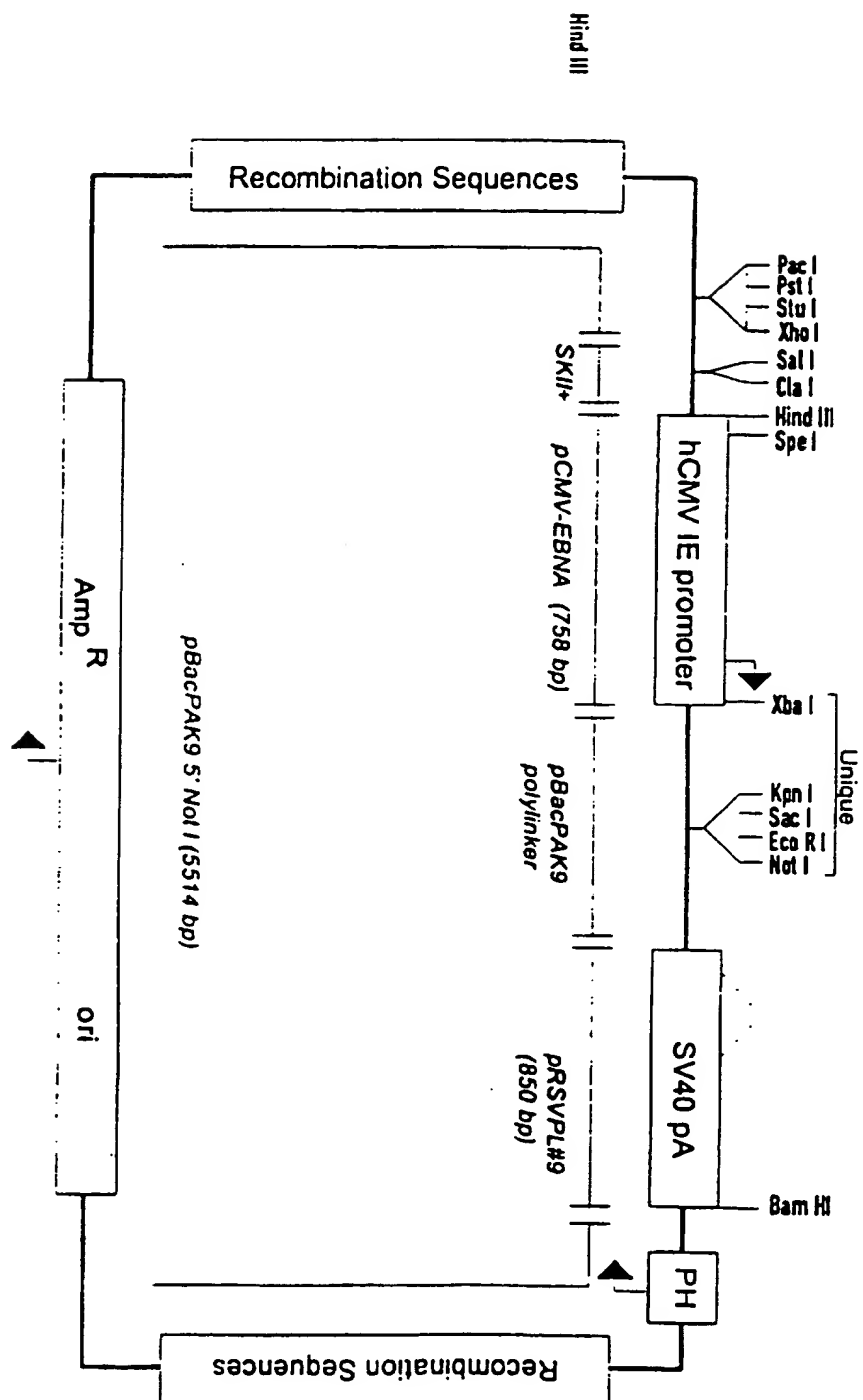 Hind III
Recombination Sequences
Pac I
Pst I
Stu I
Xho I
Sal I
Cla I
Hind III
Spe I
hCMV IE promoter
Xba I
Unique
Kpn I
Sac I
Eco R I
Not I
SV40 pA
Bam HI
PH
SKII+
pCMV-EBNA (758 bp)
pBacPAK9
polylinker
pRSVPL#9
(850 bp)
pBacPAK9 5' Not I (5514 bp)
Amp R
ori
Recombination Sequences